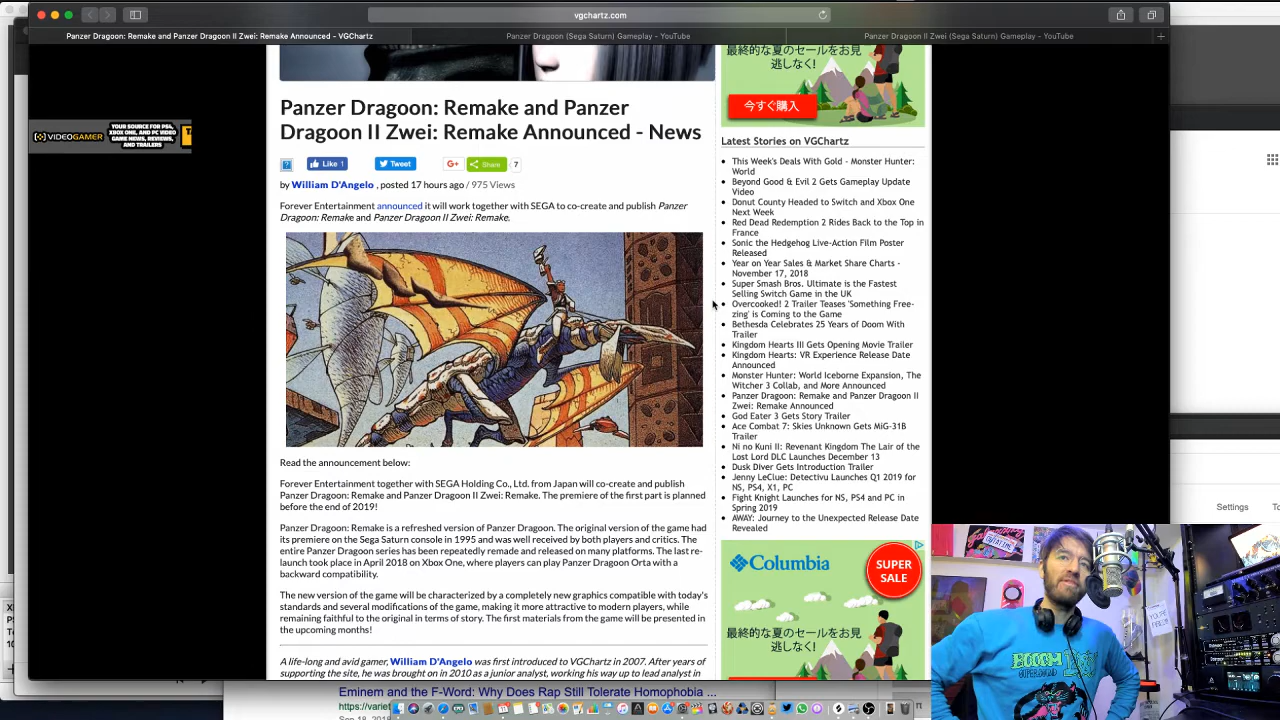 vgchartz.com
Panzer Dragoon: Remake and Panzer Dragoon II Zwei: Remake Announced - VGChartz
Panzer Dragoon (Sega Saturn) Gameplay - YouTube
Panzer Dragoon II Zwei (Sega Saturn) Gameplay - YouTube
VIDEOGAMER
YOUR SOURCE FOR PS4,
XBOX ONE, AND PC VIDEO
GAME NEWS, REVIEWS,
AND TRAILERS
Panzer Dragoon: Remake and Panzer
Dragoon II Zwei: Remake Announced - News
Like 1
Tweet
G+
Share
7
by William D'Angelo , posted 17 hours ago / 975 Views
Forever Entertainment announced it will work together with SEGA to co-create and publish Panzer
Dragoon: Remake and Panzer Dragoon II Zwei: Remake.
Read the announcement below:
Forever Entertainment together with SEGA Holding Co., Ltd. from Japan will co-create and publish
Panzer Dragoon: Remake and Panzer Dragoon II Zwei: Remake. The premiere of the first part is planned
before the end of 2019!
Panzer Dragoon: Remake is a refreshed version of Panzer Dragoon. The original version of the game had
its premiere on the Sega Saturn console in 1995 and was well received by both players and critics. The
entire Panzer Dragoon series has been repeatedly remade and released on many platforms. The last re-
launch took place in April 2018 on Xbox One, where players can play Panzer Dragoon Orta with a
backward compatibility.
The new version of the game will be characterized by a completely new graphics compatible with today's
standards and several modifications of the game, making it more attractive to modern players, while
remaining faithful to the original in terms of story. The first materials from the game will be presented in
the upcoming months!
A life-long and avid gamer, William D'Angelo was first introduced to VGChartz in 2007. After years of
supporting the site, he was brought on in 2010 as a junior analyst, working his way up to lead analyst in
最終的な夏のセールをお見
逃しなく!
今すぐ購入
Latest Stories on VGChartz
This Week's Deals With Gold - Monster Hunter:
World
Beyond Good & Evil 2 Gets Gameplay Update
Video
Donut County Headed to Switch and Xbox One
Next Week
Red Dead Redemption 2 Rides Back to the Top in
France
Sonic the Hedgehog Live-Action Film Poster
Released
Year on Year Sales & Market Share Charts -
November 17, 2018
Super Smash Bros. Ultimate is the Fastest
Selling Switch Game in the UK
Overcooked! 2 Trailer Teases 'Something Free-
zing' is Coming to the Game
Bethesda Celebrates 25 Years of Doom With
Trailer
Kingdom Hearts III Gets Opening Movie Trailer
Kingdom Hearts: VR Experience Release Date
Announced
Monster Hunter: World Iceborne Expansion, The
Witcher 3 Collab, and More Announced
Panzer Dragoon: Remake and Panzer Dragoon II
Zwei: Remake Announced
God Eater 3 Gets Story Trailer
Ace Combat 7: Skies Unknown Gets MiG-31B
Trailer
Ni no Kuni II: Revenant Kingdom The Lair of the
Lost Lord DLC Launches December 13
Dusk Diver Gets Introduction Trailer
Jenny LeClue: Detectivu Launches Q1 2019 for
NS, PS4, X1, PC
Fight Knight Launches for NS, PS4 and PC in
Spring 2019
AWAY: Journey to the Unexpected Release Date
Revealed
Columbia
SUPER
SALE
最終的な夏のセールをお見
逃しなく!
Settings
Eminem and the F-Word: Why Does Rap Still Tolerate Homophobia ...
https://variet
Sep 18, 2018